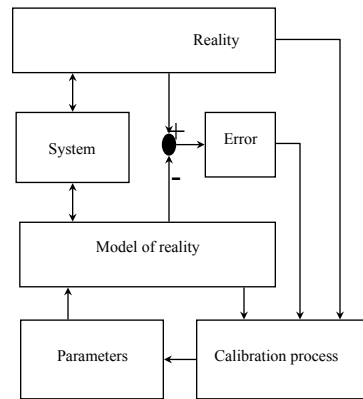 Reality
+
System
Error
-
Model of reality
Parameters
Calibration process